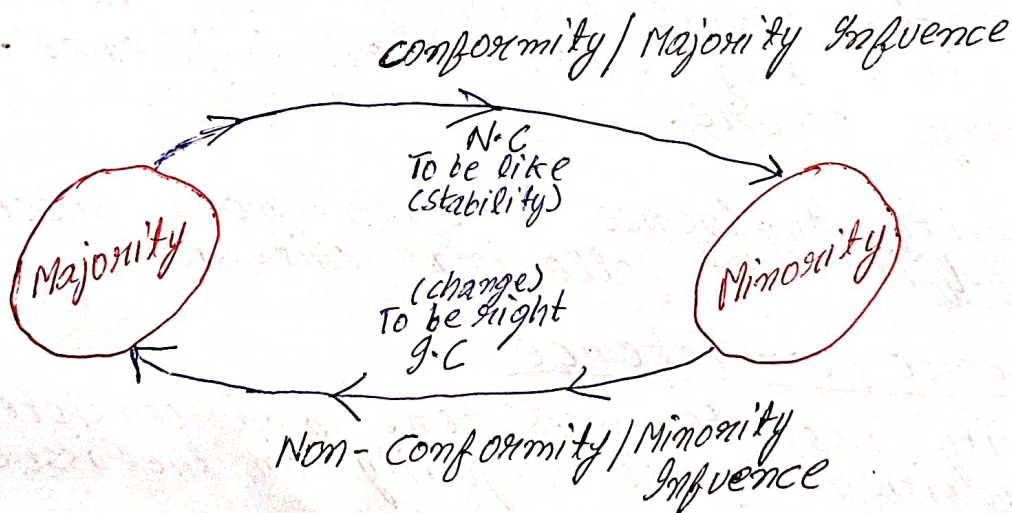 Conformity / Majority Infuence
N.C
To be like
(stability)
Majority
Minority
(change)
To be right
I.C
Non-Conformity/Minority
Infuence